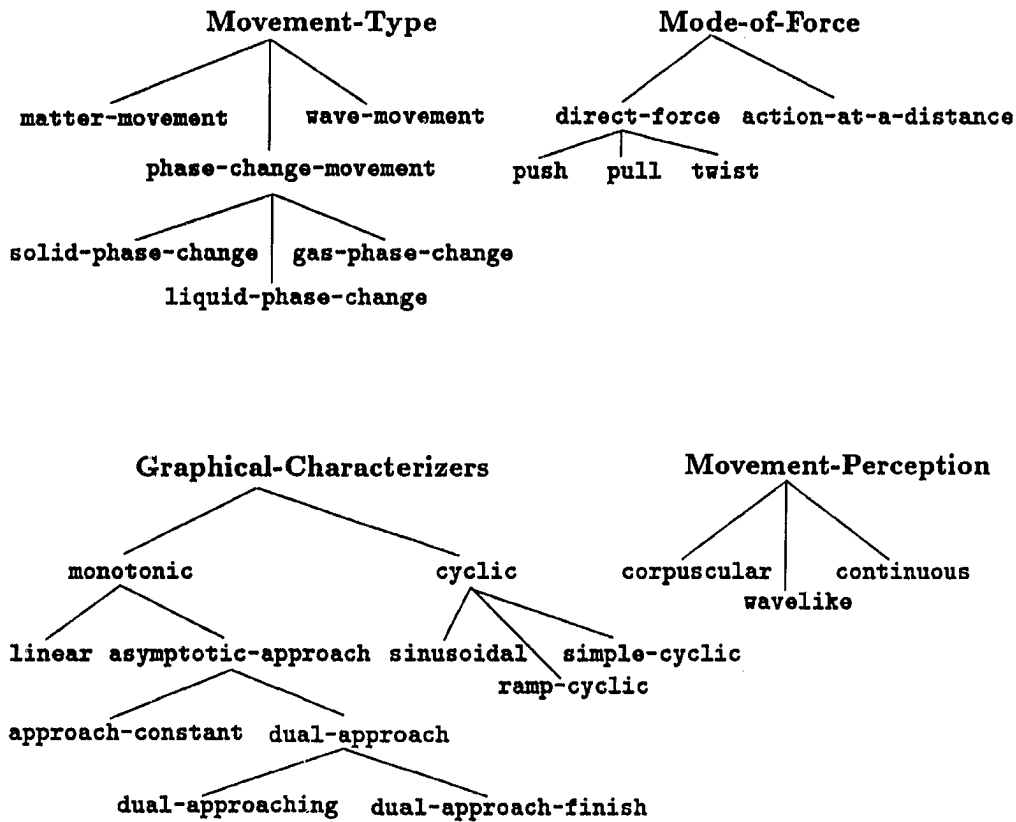 Movement-Type
Mode-of-Force
matter-movement
wave-movement
direct-force
action-at-a-distance
phase-change-movement
push
pull
twist
solid-phase-change
gas-phase-change
liquid-phase-change
Graphical-Characterizers
Movement-Perception
monotonic
cyclic
corpuscular
continuous
wavelike
linear
asymptotic-approach
sinusoidal
simple-cyclic
ramp-cyclic
approach-constant
dual-approach
dual-approaching
dual-approach-finish